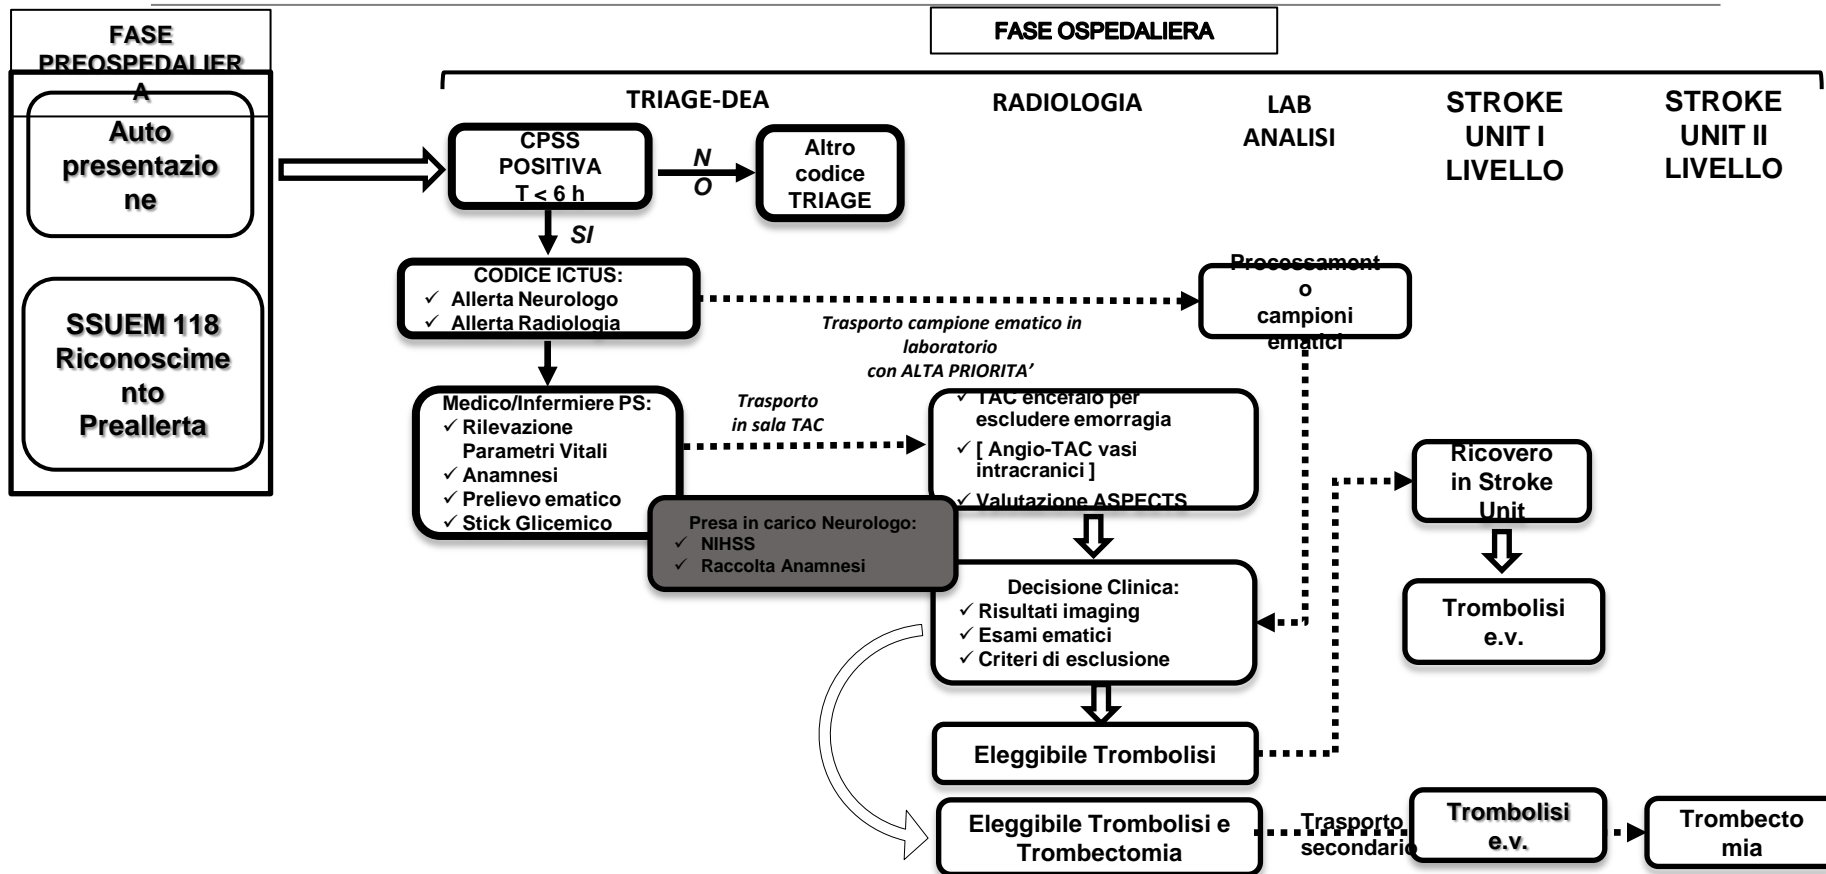 FASE
PREOSPEDALIER
A
Auto
presentazio
ne
SSUEM 118
Riconoscime
nto
Preallerta
FASE OSPEDALIERA
TRIAGE-DEA
RADIOLOGIA
LAB
ANALISI
STROKE
UNIT I
LIVELLO
STROKE
UNIT II
LIVELLO
CPSS
POSITIVA
T < 6 h
N
O
Altro
codice
TRIAGE
SI
CODICE ICTUS:
✓ Allerta Neurologo
✓ Allerta Radiologia
Trasporto campione ematico in
laboratorio
con ALTA PRIORITA’
Processament
o
campioni
ematici
Medico/Infermiere PS:
✓ Rilevazione
Parametri Vitali
✓ Anamnesi
✓ Prelievo ematico
✓ Stick Glicemico
Trasporto
in sala TAC
✓ TAC encefalo per
escludere emorragia
✓ [ Angio-TAC vasi
intracranici ]
✓ Valutazione ASPECTS
Presa in carico Neurologo:
✓ NIHSS
✓ Raccolta Anamnesi
Decisione Clinica:
✓ Risultati imaging
✓ Esami ematici
✓ Criteri di esclusione
Ricovero
in Stroke
Unit
Trombolisi
e.v.
Eleggibile Trombolisi
Eleggibile Trombolisi e
Trombectomia
Trasporto
secondario
Trombolisi
e.v.
Trombecto
mia